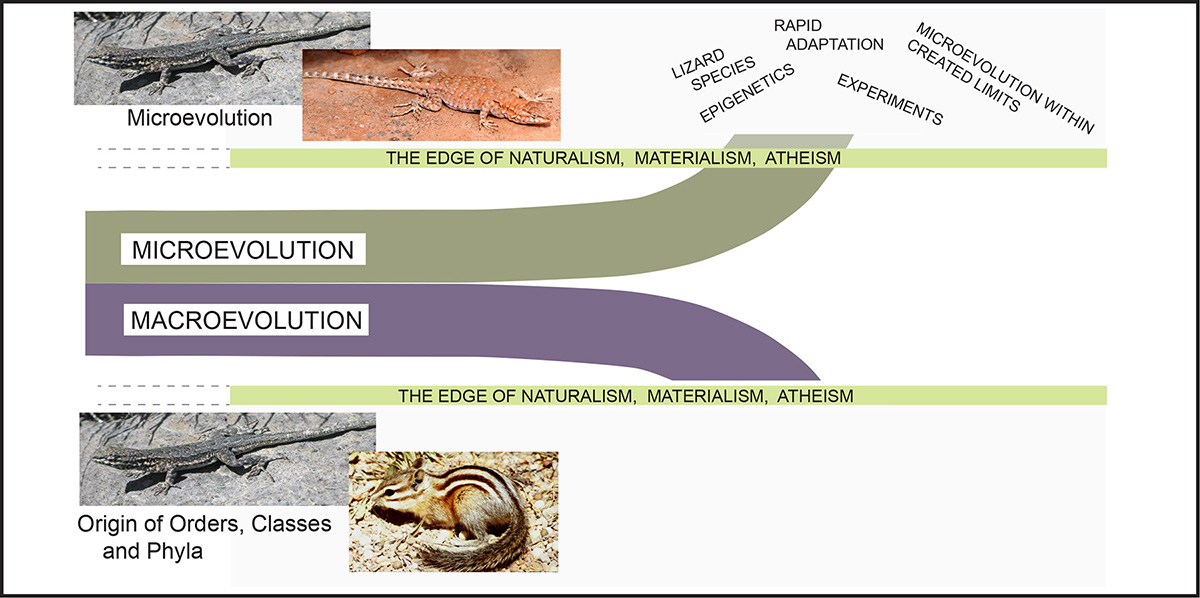 LIZARD
SPECIES
EPIGENETICS
RAPID
ADAPTATION
EXPERIMENTS
MICROEVOLUTION WITHIN
CREATED LIMITS
Microevolution
THE EDGE OF NATURALISM, MATERIALISM, ATHEISM
MICROEVOLUTION
MACROEVOLUTION
THE EDGE OF NATURALISM, MATERIALISM, ATHEISM
Origin of Orders, Classes
and Phyla